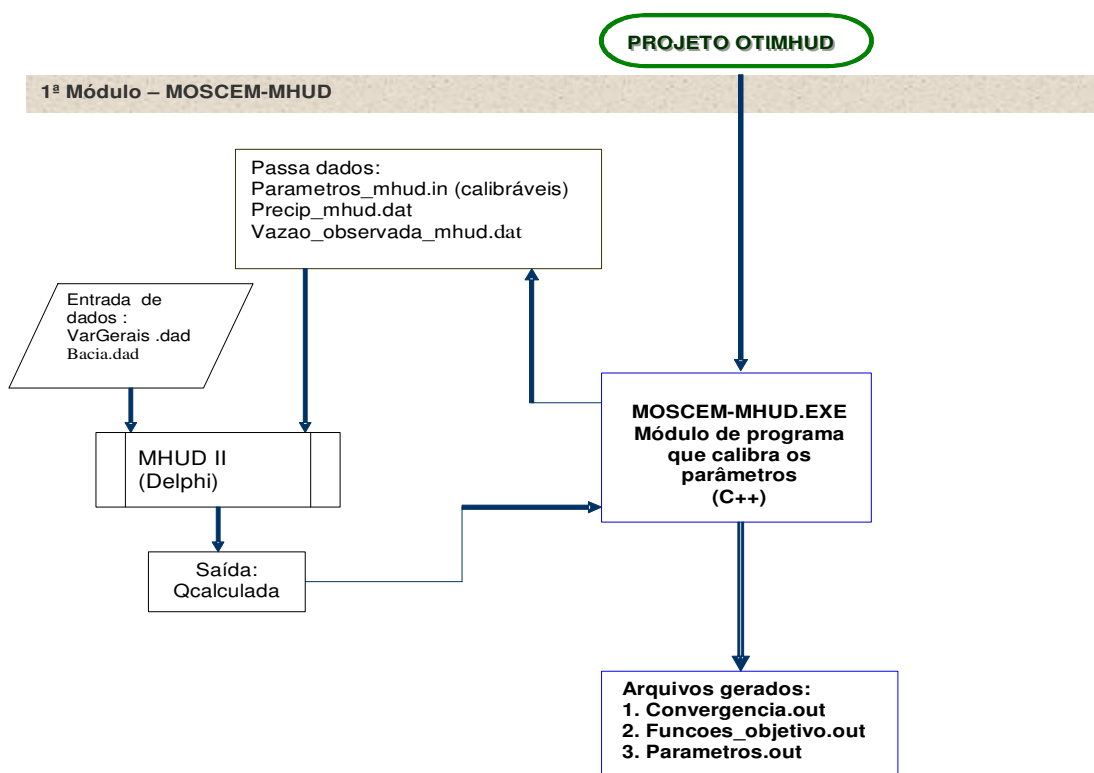 PROJETO OTIMHUD
1ª Módulo – MOSCEM-MHUD
Passa dados:
Parametros_mhud.in (calibráveis)
Precip_mhud.dat
Vazao_observada_mhud.dat
Entrada de
dados :
VarGerais .dad
Bacia.dad
MOSCEM-MHUD.EXE
Módulo de programa
que calibra os
parâmetros
(C++)
MHUD II
(Delphi)
Saída:
Qcalculada
Arquivos gerados:
1. Convergencia.out
2. Funcoes_objetivo.out
3. Parametros.out